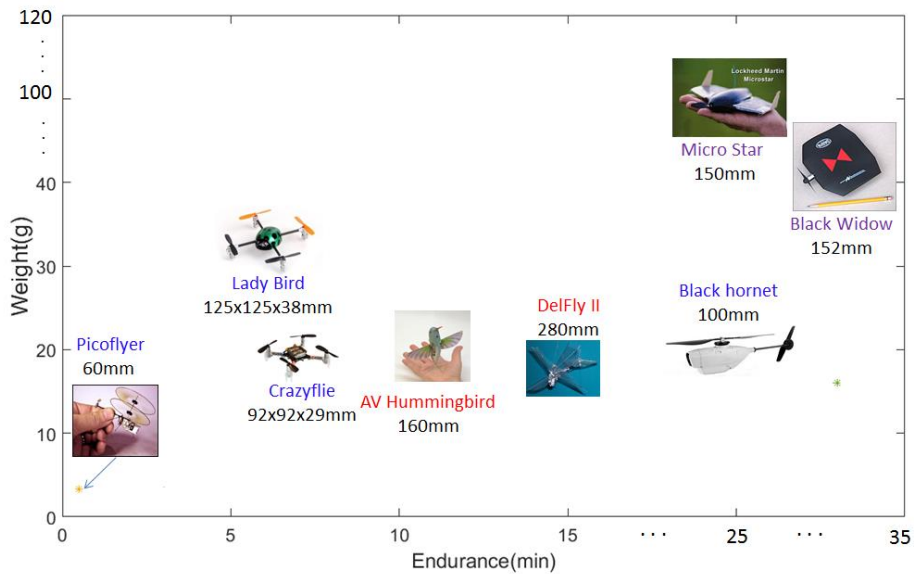 120
100
40
30
20
10
0
Weight(g)
Lockheed Martin
Microstar
Micro Star
150mm
Black Widow
152mm
Lady Bird
125x125x38mm
DelFly II
280mm
Black hornet
100mm
Picoflyer
60mm
Crazyflie
92x92x29mm
AV Hummingbird
160mm
0 5 10 15 ··· 25 ··· 35
Endurance(min)